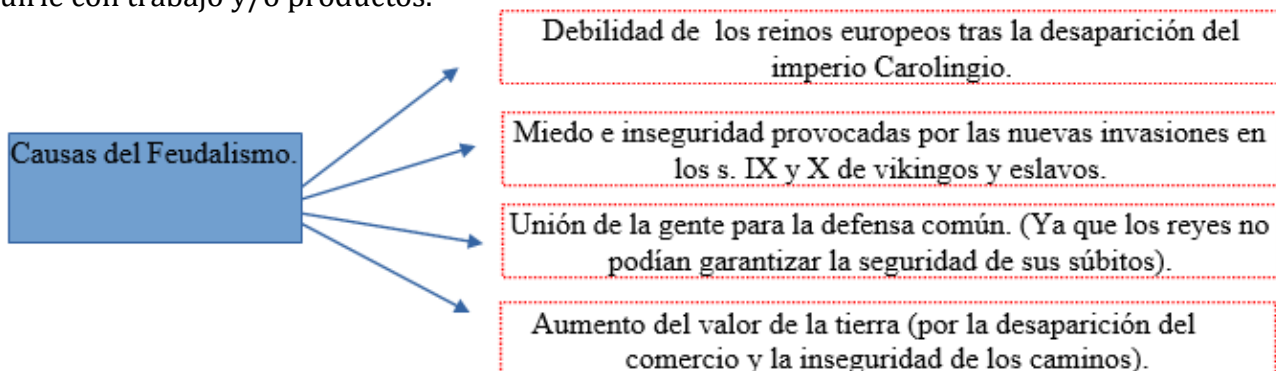 con trabajo y/o productos.
Debilidad de los reinos europeos tras la desaparición del
imperio Carolingio.
Causas del Feudalismo.
Miedo e inseguridad provocadas por las nuevas invasiones en
los s. IX y X de vikingos y eslavos.
Unión de la gente para la defensa común. (Ya que los reyes no
podían garantizar la seguridad de sus súbitos).
Aumento del valor de la tierra (por la desaparición del
comercio y la inseguridad de los caminos).